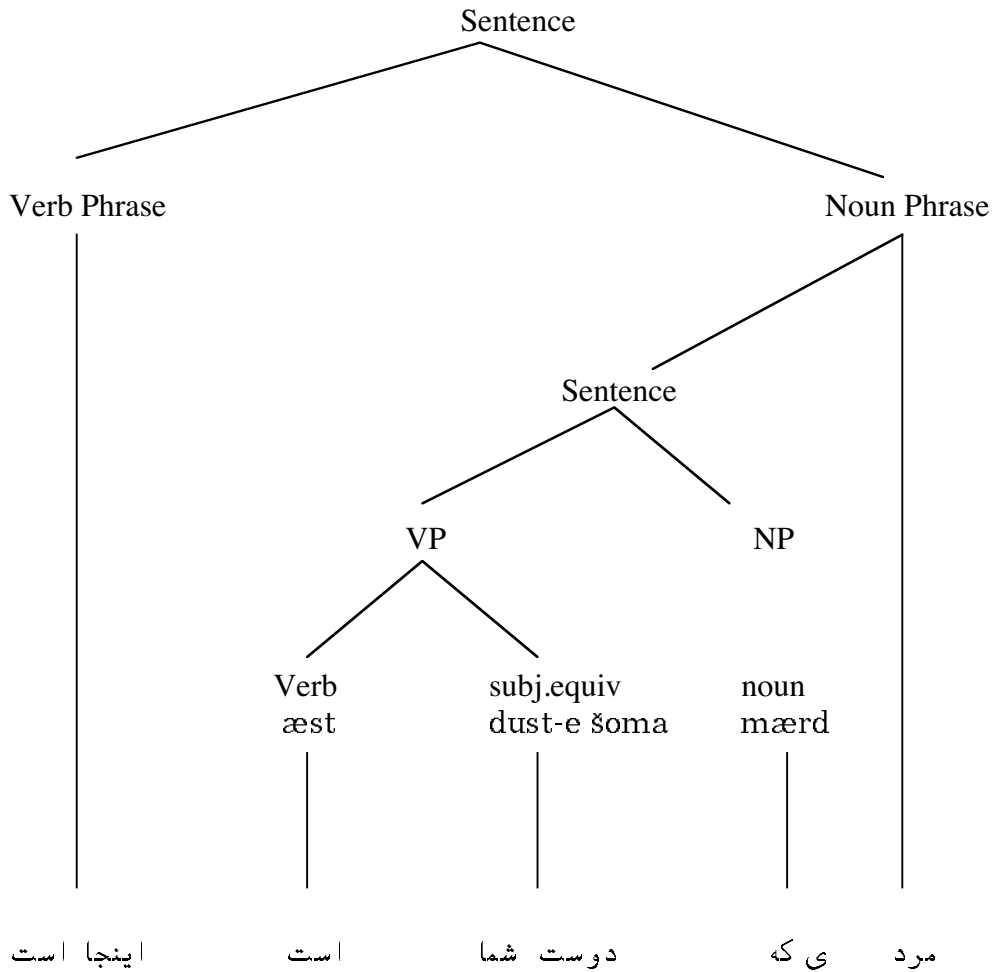 Sentence
Verb Phrase Noun Phrase
Sentence
VP NP
Verb subj.equiv noun
æst dust-e šoma mærd
مرد ی که دوست شما است اینجا است